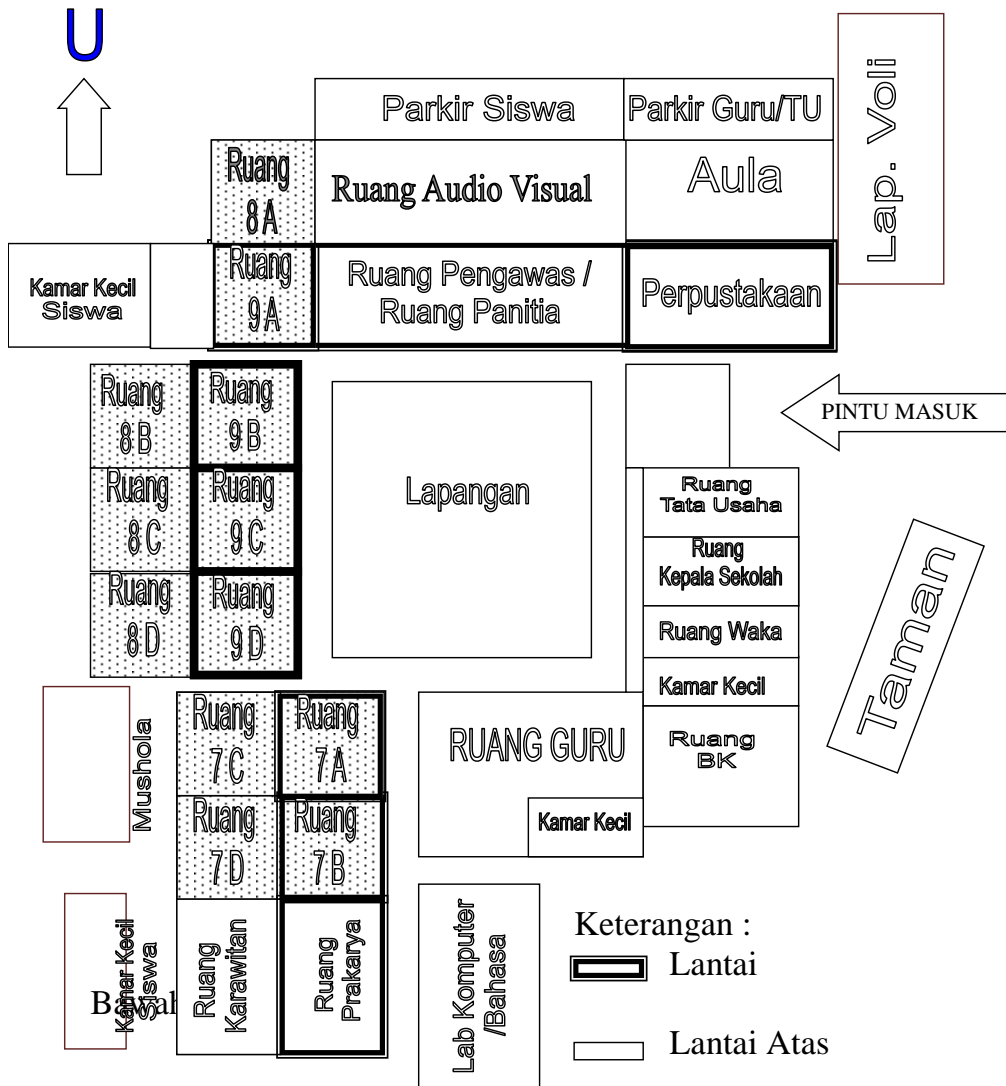 U
Parkir Siswa
Parkir Guru/TU
Lap. Voli
Ruang
8 A
Ruang Audio Visual
Aula
Kamar Kecil
Siswa
Ruang
9 A
Ruang Pengawas /
Ruang Panitia
Perpustakaan
Ruang
8 B
Ruang
9 B
Lapangan
PINTU MASUK
Ruang
8 C
Ruang
9 C
Ruang
Tata Usaha
Ruang
Kepala Sekolah
Ruang
8 D
Ruang
9 D
Ruang Waka
Kamar Kecil
Taman
Mushola
Ruang
7 C
Ruang
7 A
RUANG GURU
Ruang
BK
Ruang
7 D
Ruang
7 B
Kamar Kecil
Kamar Kecil
Siswa
Ruang
Karawitan
Ruang
Prakarya
Lab Komputer
/Bahasa
Keterangan :
Lantai
Bawah
Lantai Atas